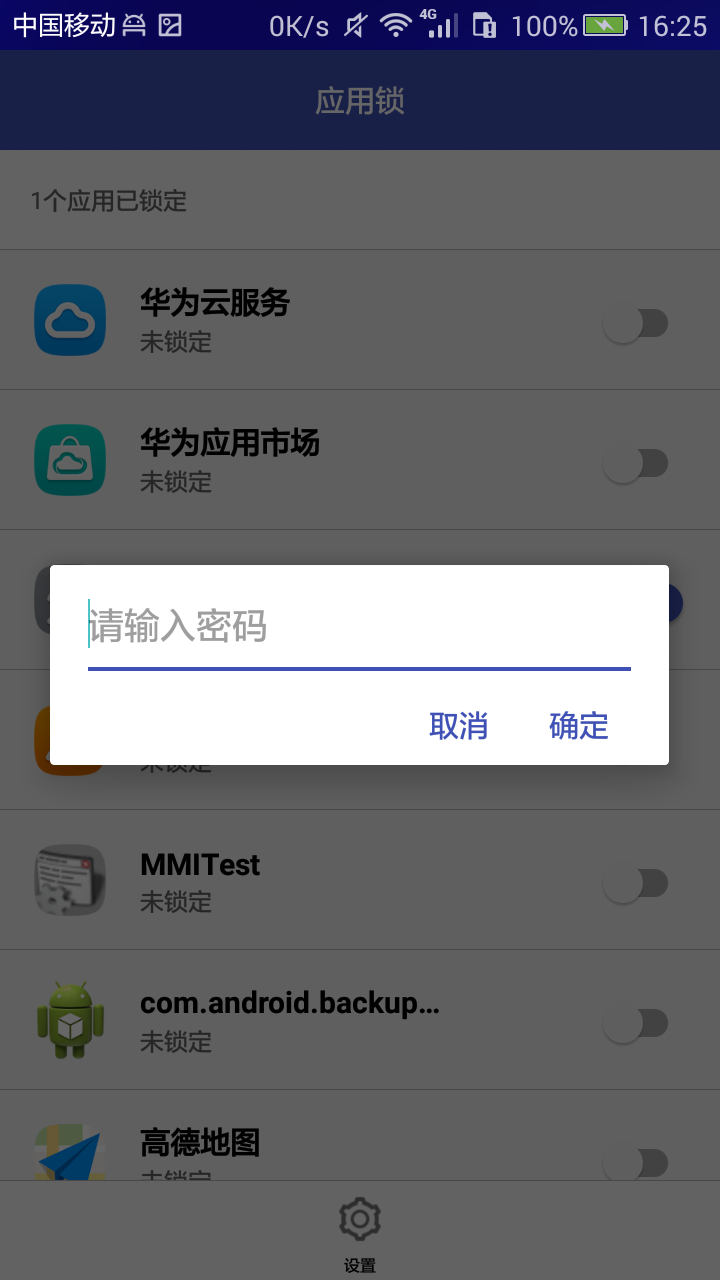 中国移动 0K/s 4G 100% 16:25
应用锁
1个应用已锁定
华为云服务
未锁定
华为应用市场
未锁定
请输入密码
取消 确定
未锁定
MMITest
未锁定
com.android.backup...
未锁定
高德地图
未锁定
设置